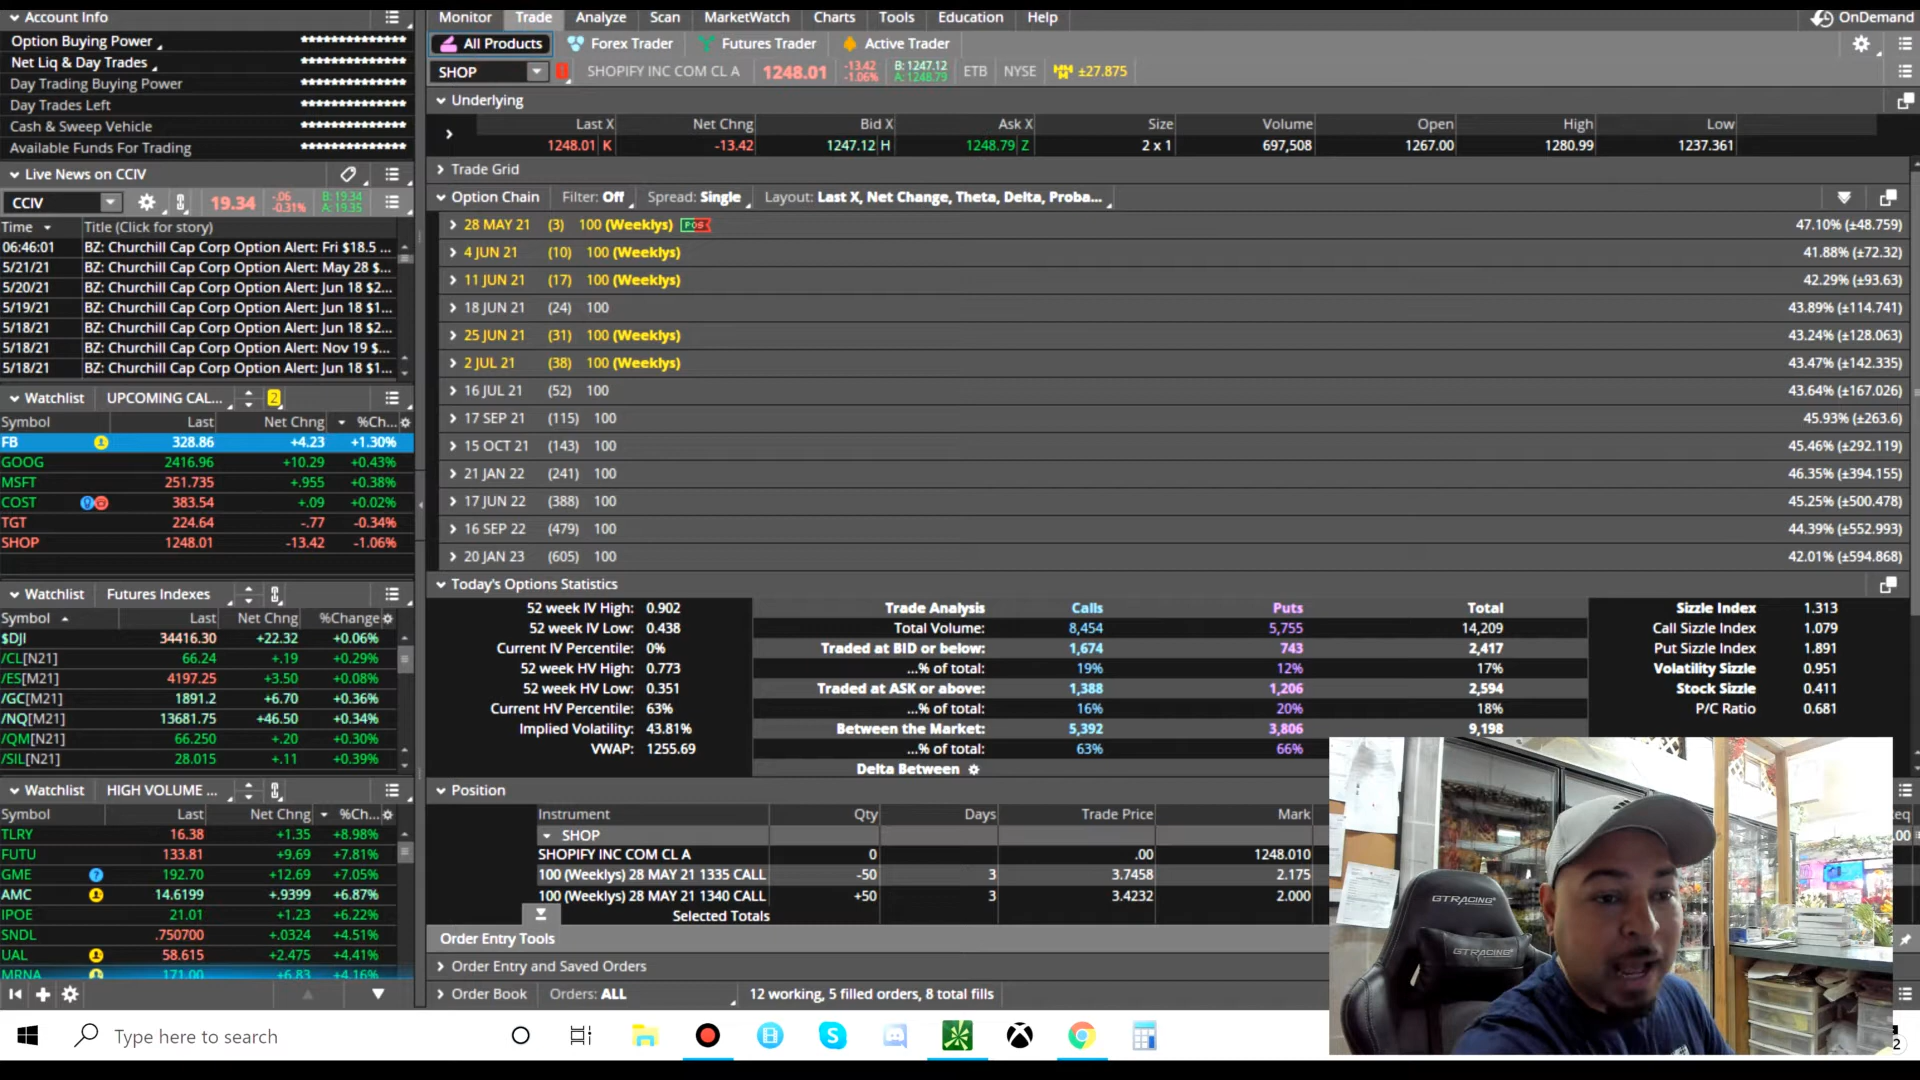 Account Info
Option Buying Power **************
Net Liq & Day Trades **************
Day Trading Buying Power **************
Day Trades Left **************
Cash & Sweep Vehicle **************
Available Funds For Trading **************
Live News on CCIV
CCIV 19.34 -.06 -0.31% B: 19.34 A: 19.35
Time Title (Click for story)
06:46:01 BZ: Churchill Cap Corp Option Alert: Fri $18.5 ...
5/21/21 BZ: Churchill Cap Corp Option Alert: May 28 $...
5/20/21 BZ: Churchill Cap Corp Option Alert: Jun 18 $2...
5/19/21 BZ: Churchill Cap Corp Option Alert: Jun 18 $1...
5/18/21 BZ: Churchill Cap Corp Option Alert: Jun 18 $2...
5/18/21 BZ: Churchill Cap Corp Option Alert: Nov 19 $...
5/18/21 BZ: Churchill Cap Corp Option Alert: Jun 18 $1...
Watchlist UPCOMING CAL... 2
Symbol Last Net Chng %Ch...
FB 328.86 +4.23 +1.30%
GOOG 2416.96 +10.29 +0.43%
MSFT 251.735 +.955 +0.38%
COST 383.54 +.09 +0.02%
TGT 224.64 -.77 -0.34%
SHOP 1248.01 -13.42 -1.06%
Watchlist Futures Indexes
Symbol Last Net Chng %Change
$DJI 34416.30 +22.32 +0.06%
/CL[N21] 66.24 +.19 +0.29%
/ES[M21] 4197.25 +3.50 +0.08%
/GC[M21] 1891.2 +6.70 +0.36%
/NQ[M21] 13681.75 +46.50 +0.34%
/QM[N21] 66.250 +.20 +0.30%
/SIL[N21] 28.015 +.11 +0.39%
Watchlist HIGH VOLUME ...
Symbol Last Net Chng %Ch...
TLRY 16.38 +1.35 +8.98%
FUTU 133.81 +9.69 +7.81%
GME 192.70 +12.69 +7.05%
AMC 14.6199 +.9399 +6.87%
IPOE 21.01 +1.23 +6.22%
SNDL .750700 +.0324 +4.51%
UAL 58.615 +2.475 +4.41%
MRNA 171.00 +6.83 +4.16%
Monitor Trade Analyze Scan MarketWatch Charts Tools Education Help OnDemand
All Products Forex Trader Futures Trader Active Trader
SHOP SHOPIFY INC COM CL A 1248.01 -13.42 -1.06% B: 1247.12 A: 1248.79 ETB NYSE ±27.875
Underlying
Last X Net Chng Bid X Ask X Size Volume Open High Low
1248.01 K -13.42 1247.12 H 1248.79 Z 2 x 1 697,508 1267.00 1280.99 1237.361
Trade Grid
Option Chain Filter: Off Spread: Single Layout: Last X, Net Change, Theta, Delta, Proba...
28 MAY 21 (3) 100 (Weeklys) POS 47.10% (±48.759)
4 JUN 21 (10) 100 (Weeklys) 41.88% (±72.32)
11 JUN 21 (17) 100 (Weeklys) 42.29% (±93.63)
18 JUN 21 (24) 100 43.89% (±114.741)
25 JUN 21 (31) 100 (Weeklys) 43.24% (±128.063)
2 JUL 21 (38) 100 (Weeklys) 43.47% (±142.335)
16 JUL 21 (52) 100 43.64% (±167.026)
17 SEP 21 (115) 100 45.93% (±263.6)
15 OCT 21 (143) 100 45.46% (±292.119)
21 JAN 22 (241) 100 46.35% (±394.155)
17 JUN 22 (388) 100 45.25% (±500.478)
16 SEP 22 (479) 100 44.39% (±552.993)
20 JAN 23 (605) 100 42.01% (±594.868)
Today's Options Statistics
52 week IV High: 0.902 Trade Analysis Calls Puts Total Sizzle Index 1.313
52 week IV Low: 0.438 Total Volume: 8,454 5,755 14,209 Call Sizzle Index 1.079
Current IV Percentile: 0% Traded at BID or below: 1,674 743 2,417 Put Sizzle Index 1.891
52 week HV High: 0.773 ...% of total: 19% 12% 17% Volatility Sizzle 0.951
52 week HV Low: 0.351 Traded at ASK or above: 1,388 1,206 2,594 Stock Sizzle 0.411
Current HV Percentile: 63% ...% of total: 16% 20% 18% P/C Ratio 0.681
Implied Volatility: 43.81% Between the Market: 5,392 3,806 9,198
VWAP: 1255.69 ...% of total: 63% 66%
Delta Between
Position
Instrument Qty Days Trade Price Mark
SHOP
SHOPIFY INC COM CL A 0 .00 1248.010
100 (Weeklys) 28 MAY 21 1335 CALL -50 3 3.7458 2.175
100 (Weeklys) 28 MAY 21 1340 CALL +50 3 3.4232 2.000
Selected Totals
Order Entry Tools
Order Entry and Saved Orders
Order Book Orders: ALL 12 working, 5 filled orders, 8 total fills
GTRACING
GTRACING
Type here to search